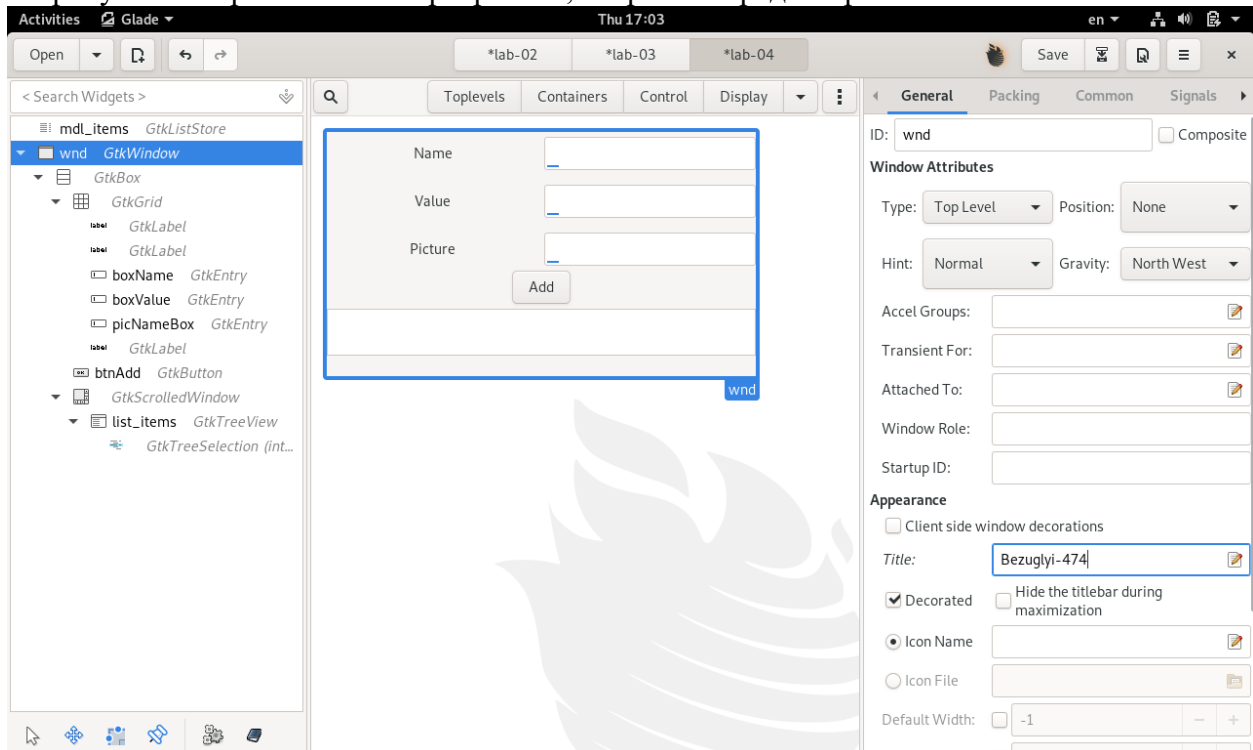 Activities Glade Thu 17:03 en
Open *lab-02 *lab-03 *lab-04 Save
< Search Widgets >
mdl_items GtkListStore
wnd GtkWindow
GtkBox
GtkGrid
label GtkLabel
label GtkLabel
boxName GtkEntry
boxValue GtkEntry
picNameBox GtkEntry
label GtkLabel
btnAdd GtkButton
GtkScrolledWindow
list_items GtkTreeView
GtkTreeSelection (int...
Toplevels Containers Control Display
Name
Value
Picture
Add
wnd
General Packing Common Signals
ID: wnd Composite
Window Attributes
Type: Top Level Position: None
Hint: Normal Gravity: North West
Accel Groups:
Transient For:
Attached To:
Window Role:
Startup ID:
Appearance
Client side window decorations
Title: Bezuglyi-474
Decorated Hide the titlebar during
maximization
Icon Name
Icon File
Default Width: -1